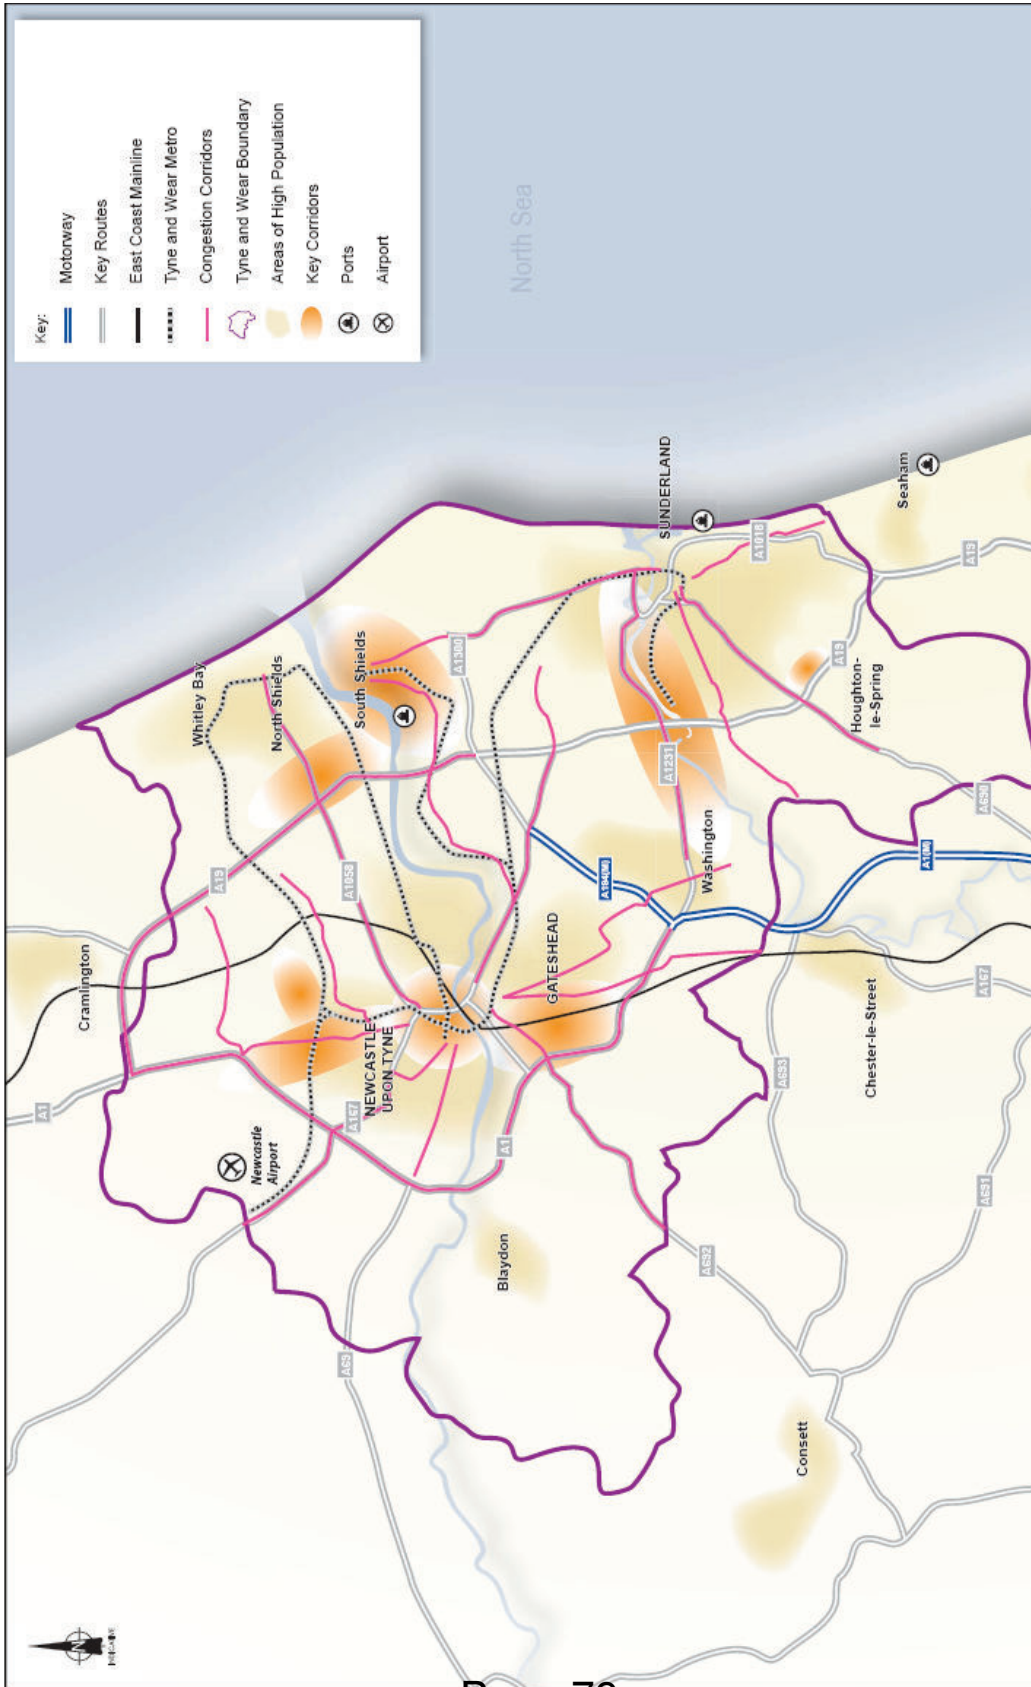 Key:
Motorway
Key Routes
East Coast Mainline
Tyne and Wear Metro
Congestion Corridors
Tyne and Wear Boundary
Areas of High Population
Key Corridors
Ports
Airport
North Sea
Whitley Bay
North Shields
South Shields
SUNDERLAND
Seaham
Cramlington
A19
A1058
A1300
A1018
A19
A19
Houghton-
le-Spring
A1231
Washington
A690
A194(M)
A1(M)
GATESHEAD
NEWCASTLE
UPON TYNE
Chester-le-Street
A167
A1
A167
A693
Newcastle
Airport
A1
A691
A692
Blaydon
A69
Consett
N